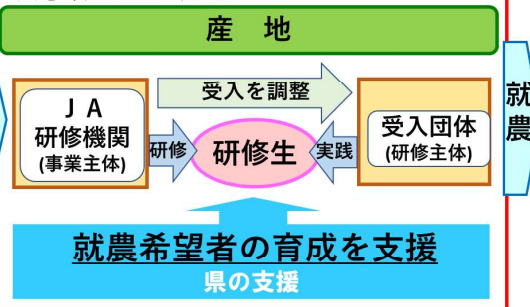 産 地
受入を調整
JA
研修機関
(事業主体)
研修
研修生
実践
受入団体
(研修主体)
就農
就農希望者の育成を支援
県の支援